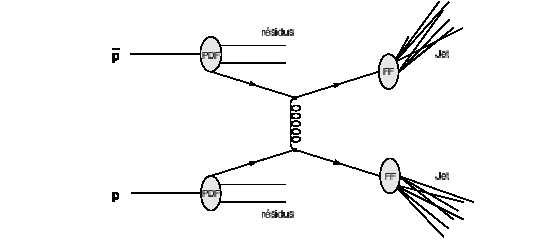 résidus
p̅
PDF
Jet
FF
p
PDF
FF
Jet
résidus